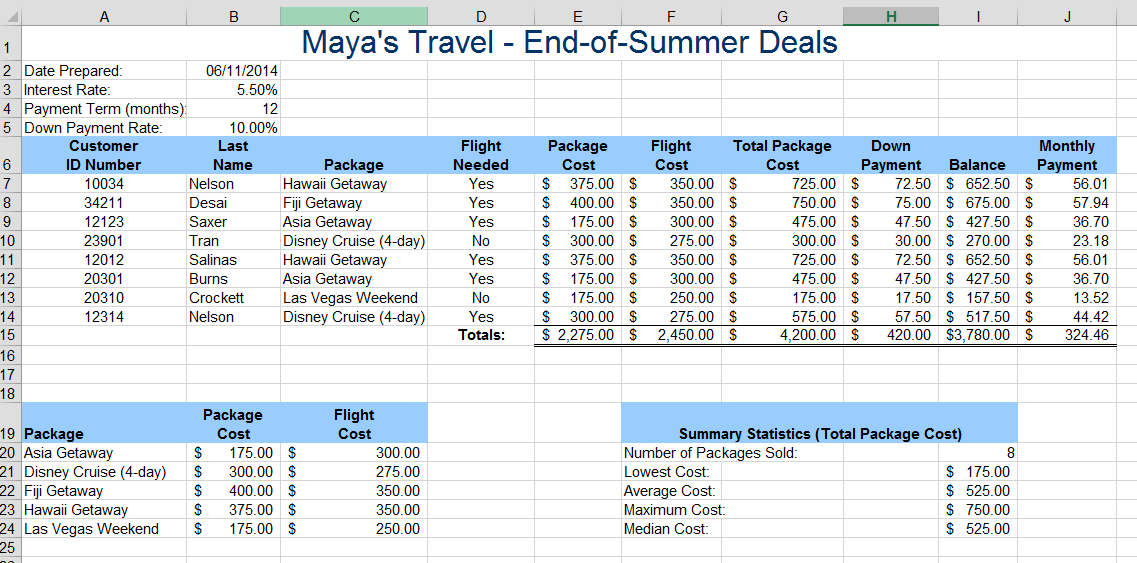 A B C D E F G H I J
1 Maya's Travel - End-of-Summer Deals
2 Date Prepared: 06/11/2014
3 Interest Rate: 5.50%
4 Payment Term (months): 12
5 Down Payment Rate: 10.00%
Customer Last Flight Package Flight Total Package Down Monthly
6 ID Number Name Package Needed Cost Cost Cost Payment Balance Payment
7 10034 Nelson Hawaii Getaway Yes $ 375.00 $ 350.00 $ 725.00 $ 72.50 $ 652.50 $ 56.01
8 34211 Desai Fiji Getaway Yes $ 400.00 $ 350.00 $ 750.00 $ 75.00 $ 675.00 $ 57.94
9 12123 Saxer Asia Getaway Yes $ 175.00 $ 300.00 $ 475.00 $ 47.50 $ 427.50 $ 36.70
10 23901 Tran Disney Cruise (4-day) No $ 300.00 $ 275.00 $ 300.00 $ 30.00 $ 270.00 $ 23.18
11 12012 Salinas Hawaii Getaway Yes $ 375.00 $ 350.00 $ 725.00 $ 72.50 $ 652.50 $ 56.01
12 20301 Burns Asia Getaway Yes $ 175.00 $ 300.00 $ 475.00 $ 47.50 $ 427.50 $ 36.70
13 20310 Crockett Las Vegas Weekend No $ 175.00 $ 250.00 $ 175.00 $ 17.50 $ 157.50 $ 13.52
14 12314 Nelson Disney Cruise (4-day) Yes $ 300.00 $ 275.00 $ 575.00 $ 57.50 $ 517.50 $ 44.42
15 Totals: $ 2,275.00 $ 2,450.00 $ 4,200.00 $ 420.00 $3,780.00 $ 324.46
16
17
18
Package Flight
19 Package Cost Cost Summary Statistics (Total Package Cost)
20 Asia Getaway $ 175.00 $ 300.00 Number of Packages Sold: 8
21 Disney Cruise (4-day) $ 300.00 $ 275.00 Lowest Cost: $ 175.00
22 Fiji Getaway $ 400.00 $ 350.00 Average Cost: $ 525.00
23 Hawaii Getaway $ 375.00 $ 350.00 Maximum Cost: $ 750.00
24 Las Vegas Weekend $ 175.00 $ 250.00 Median Cost: $ 525.00
25